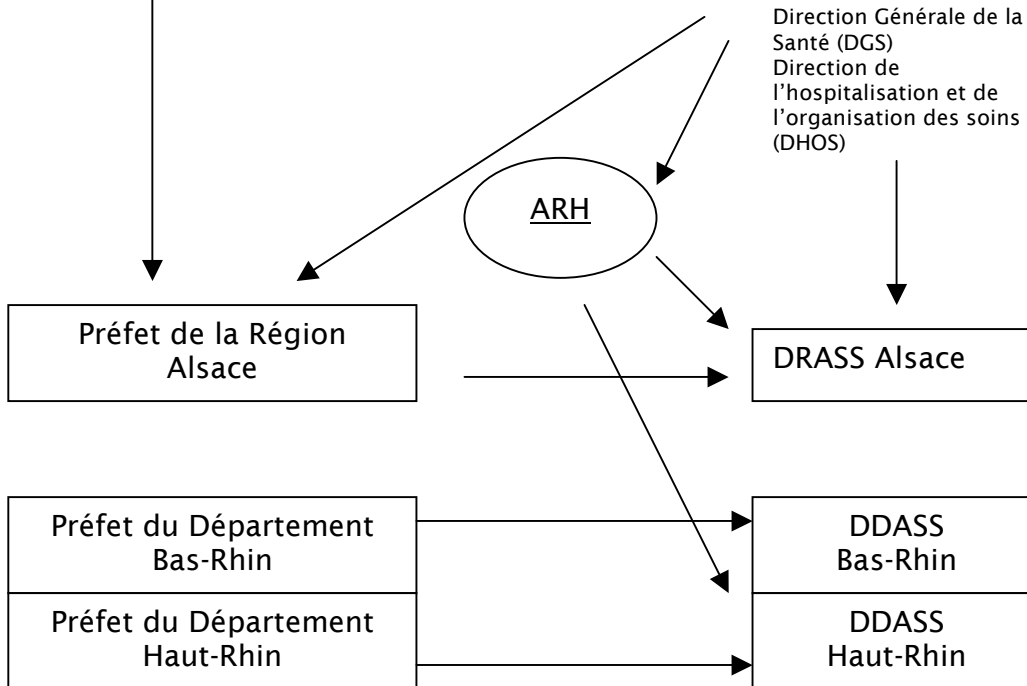 Direction Générale de la
Santé (DGS)
Direction de
l’hospitalisation et de
l’organisation des soins
(DHOS)
ARH
Préfet de la Région
Alsace
DRASS Alsace
Préfet du Département
Bas-Rhin
DDASS
Bas-Rhin
Préfet du Département
Haut-Rhin
DDASS
Haut-Rhin